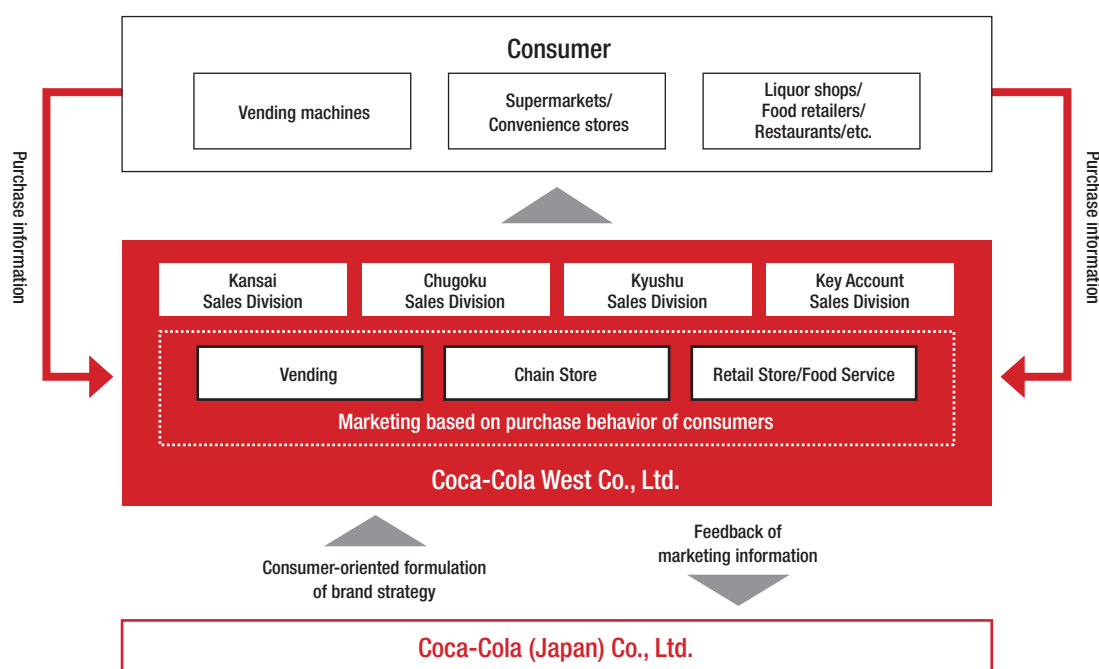 Consumer
Vending machines
Supermarkets/
Convenience stores
Liquor shops/
Food retailers/
Restaurants/etc.
Purchase information
Purchase information
Kansai
Sales Division
Chugoku
Sales Division
Kyushu
Sales Division
Key Account
Sales Division
Vending
Chain Store
Retail Store/Food Service
Marketing based on purchase behavior of consumers
Coca-Cola West Co., Ltd.
Consumer-oriented formulation
of brand strategy
Feedback of
marketing information
Coca-Cola (Japan) Co., Ltd.